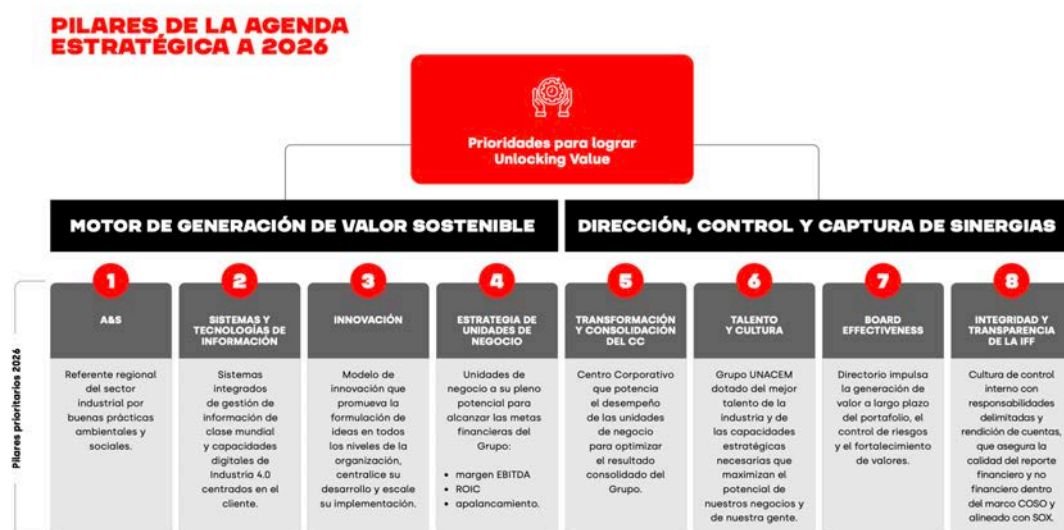 PILARES DE LA AGENDA
ESTRATÉGICA A 2026
Prioridades para lograr
Unlocking Value
MOTOR DE GENERACIÓN DE VALOR SOSTENIBLE
DIRECCIÓN, CONTROL Y CAPTURA DE SINERGIAS
Pilares prioritarios 2026
1
A&S
Referente regional
del sector
industrial por
buenas prácticas
ambientales y
sociales.
2
SISTEMAS Y
TECNOLOGÍAS DE
INFORMACIÓN
Sistemas
integrados
de gestión de
información de
clase mundial
y capacidades
digitales de
Industria 4.0
centrados en el
cliente.
3
INNOVACIÓN
Modelo de
innovación que
promueva la
formulación de
ideas en todos
los niveles de la
organización,
centralice su
desarrollo y escale
su implementación.
4
ESTRATEGIA DE
UNIDADES DE
NEGOCIO
Unidades de
negocio a su pleno
potencial para
alcanzar las metas
financieras del
Grupo:
• margen EBITDA
• ROIC
• apalancamiento.
5
TRANSFORMACIÓN
Y CONSOLIDACIÓN
DEL CC
Centro Corporativo
que potencia
el desempeño
de las unidades
de negocio
para optimizar
el resultado
consolidado del
Grupo.
6
TALENTO
Y CULTURA
Grupo UNACEM
dotado del mejor
talento de la
industria y de
las capacidades
estratégicas
necesarias que
maximizan el
potencial de
nuestros negocios y
de nuestra gente.
7
BOARD
EFFECTIVENESS
Directorio impulsa
la generación de
valor a largo plazo
del portafolio, el
control de riesgos
y el fortalecimiento
de valores.
8
INTEGRIDAD Y
TRANSPARENCIA
DE LA IFF
Cultura de control
interno con
responsabilidades
delimitadas y
rendición de cuentas,
que asegura la
calidad del reporte
financiero y no
financiero dentro
del marco COSO y
alineado con SOX.